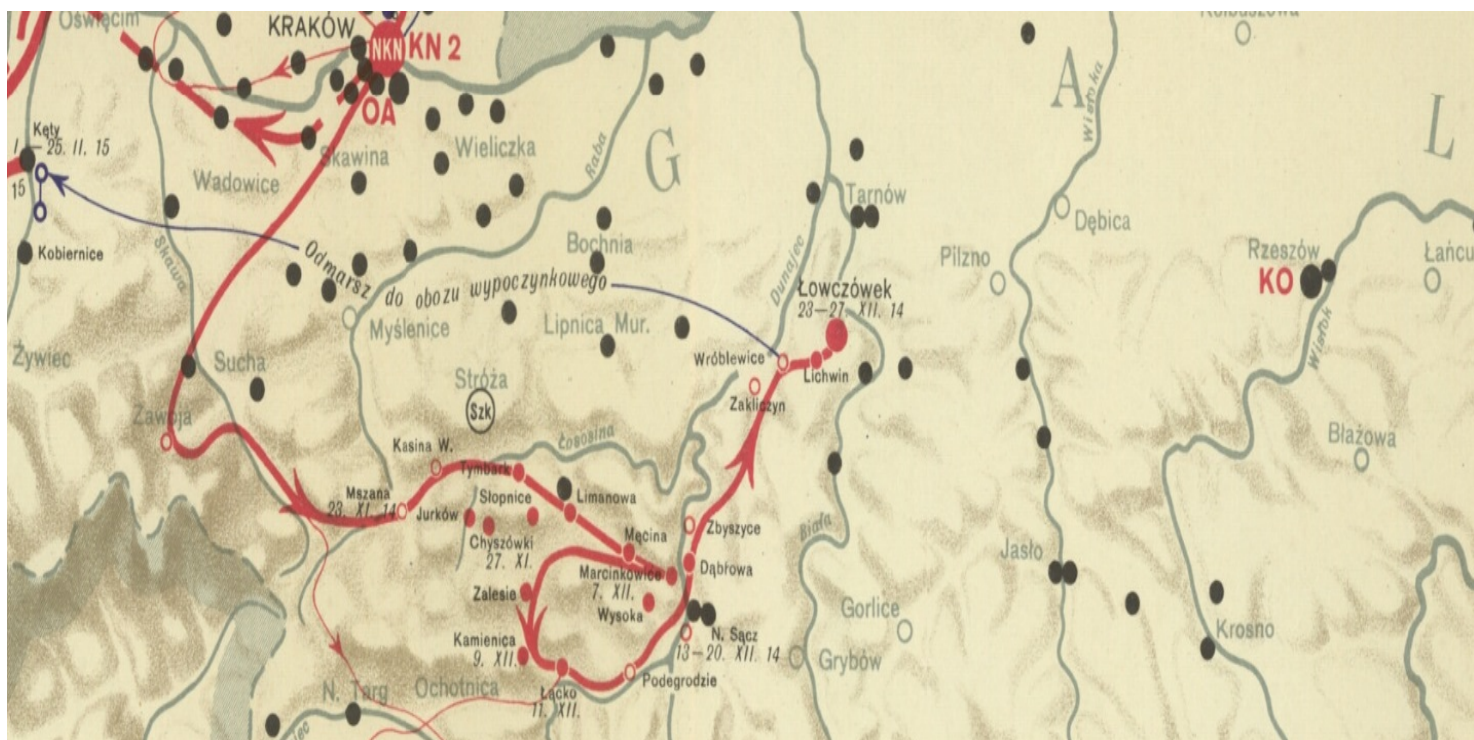 Oświęcim
KRAKÓW
NKN
KN 2
OA
Kolbuszowa
A
L
G
Wisłoka
Kęty
1 — 25. II. 15
15
Skawina
Wieliczka
Raba
Wadowice
Tarnów
Dębica
Kobiernice
Skawa
Bochnia
Dunajec
Pilzno
Rzeszów
KO
Łańcu
Odmarsz do obozu wypoczynkowego
Łowczówek
23—27. XII. 14
Myślenice
Lipnica Mur.
Wisłok
Żywiec
Sucha
Wróblewice
Lichwin
Stróża
Szk
Zakliczyn
Zawoja
Kasina W.
Łososina
Błażowa
Tymbark
Mszana
23. XI. 14
Jurków
Słopnice
Limanowa
Chyszówki
27. XI.
Męcina
Zbyszyce
Biała
Jasło
Marcinkowice
7. XII.
Dąbrowa
Zalesie
Wysoka
Gorlice
Kamienica
9. XII.
N. Sącz
13—20. XII. 14
Grybów
Krosno
N. Targ
Ochotnica
Łącko
11. XII.
Podegrodzie